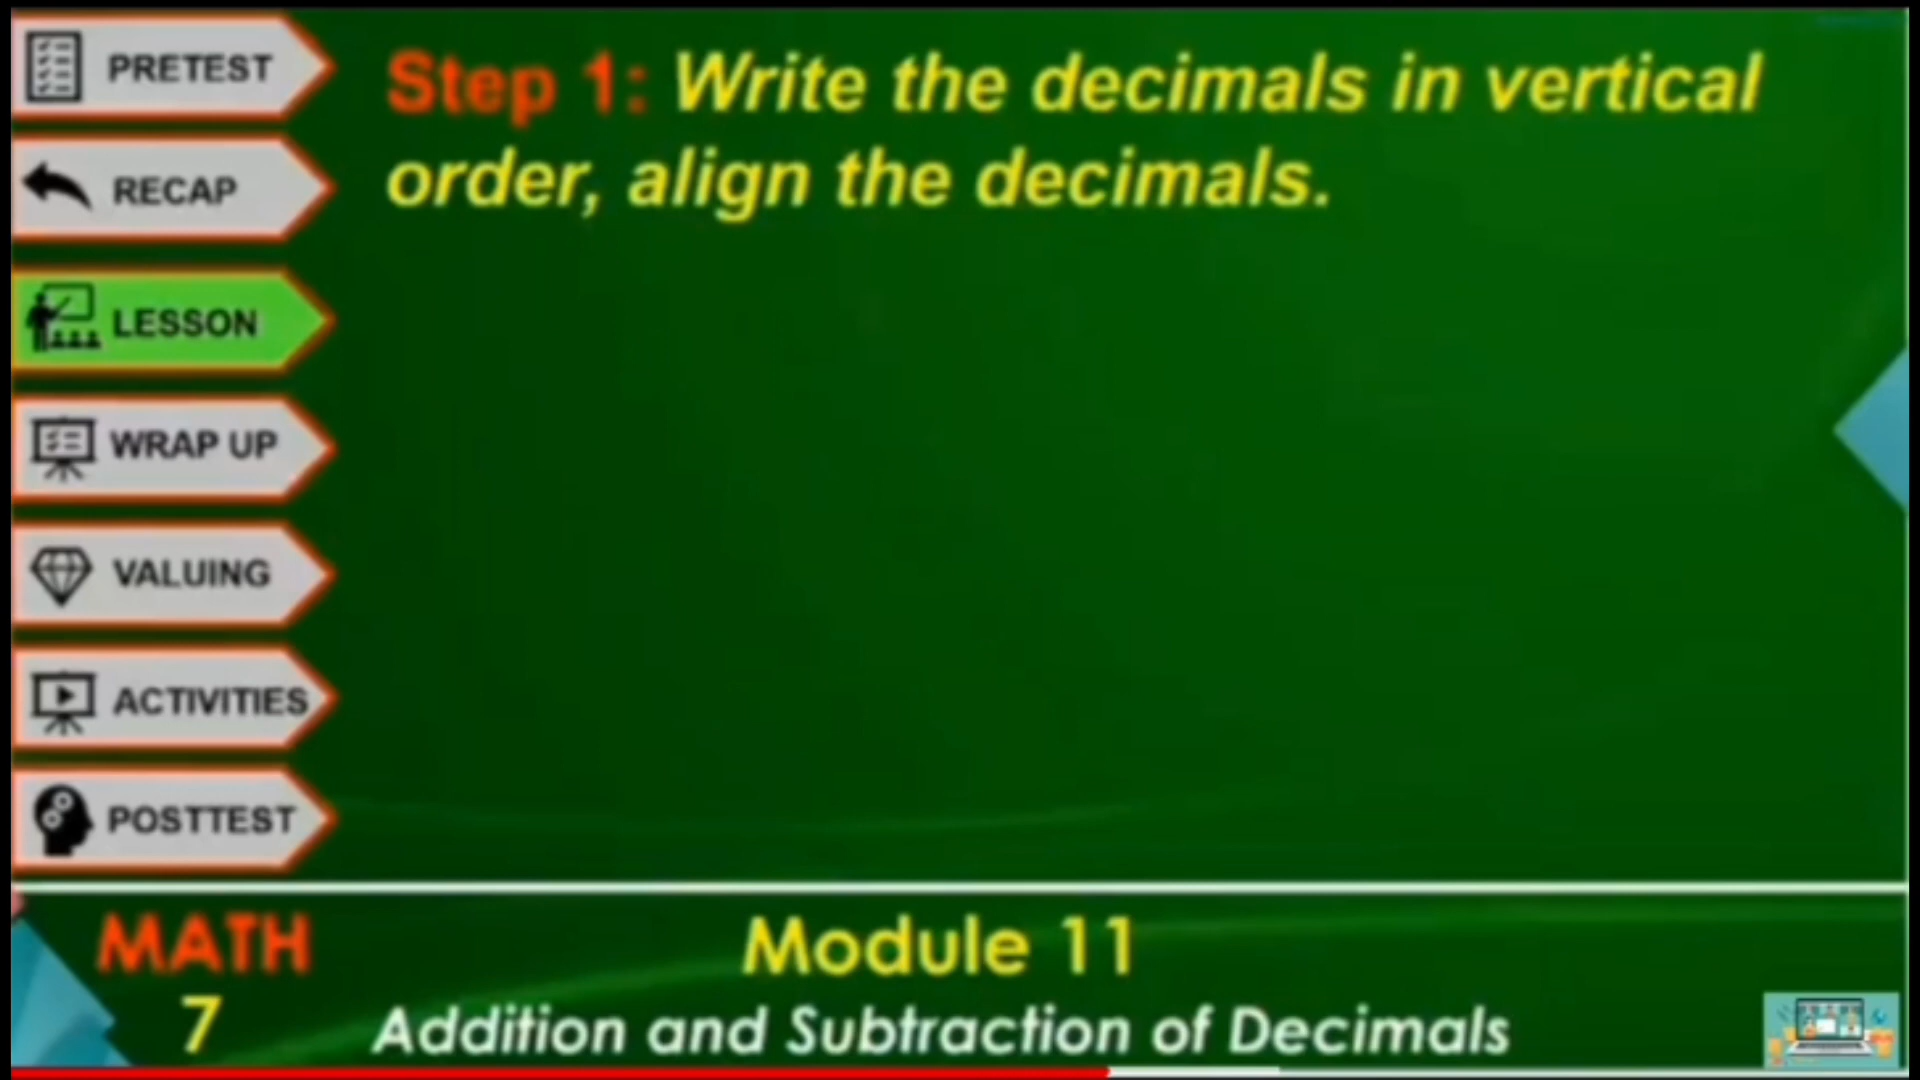 PRETEST
RECAP
LESSON
WRAP UP
VALUING
ACTIVITIES
POSTTEST
Step 1: Write the decimals in vertical
order, align the decimals.
MATH
7
Module 11
Addition and Subtraction of Decimals